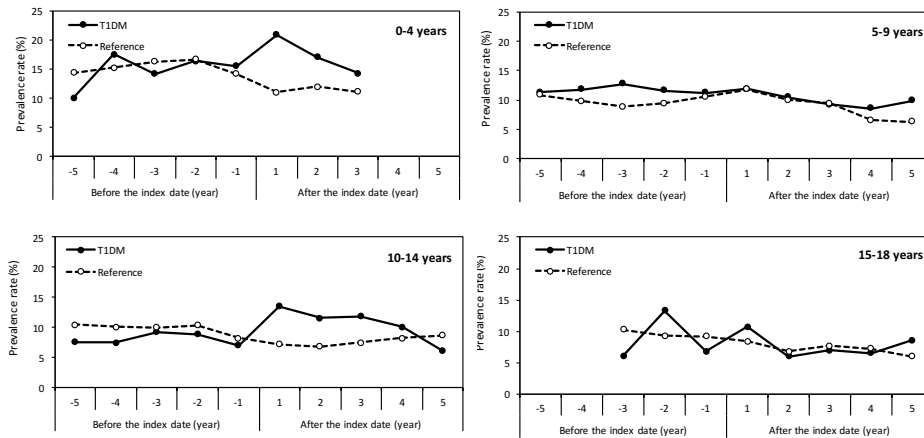 25
T1DM
0-4 years
20
Reference
15
10
5
0
Prevalence rate (%)
-5 -4 -3 -2 -1 1 2 3 4 5
Before the index date (year) After the index date (year)
25
T1DM
5-9 years
20
Reference
15
10
5
0
Prevalence rate (%)
-5 -4 -3 -2 -1 1 2 3 4 5
Before the index date (year) After the index date (year)
25
T1DM
10-14 years
20
Reference
15
10
5
0
Prevalence rate (%)
-5 -4 -3 -2 -1 1 2 3 4 5
Before the index date (year) After the index date (year)
25
T1DM
15-18 years
20
Reference
15
10
5
0
Prevalence rate (%)
-5 -4 -3 -2 -1 1 2 3 4 5
Before the index date (year) After the index date (year)